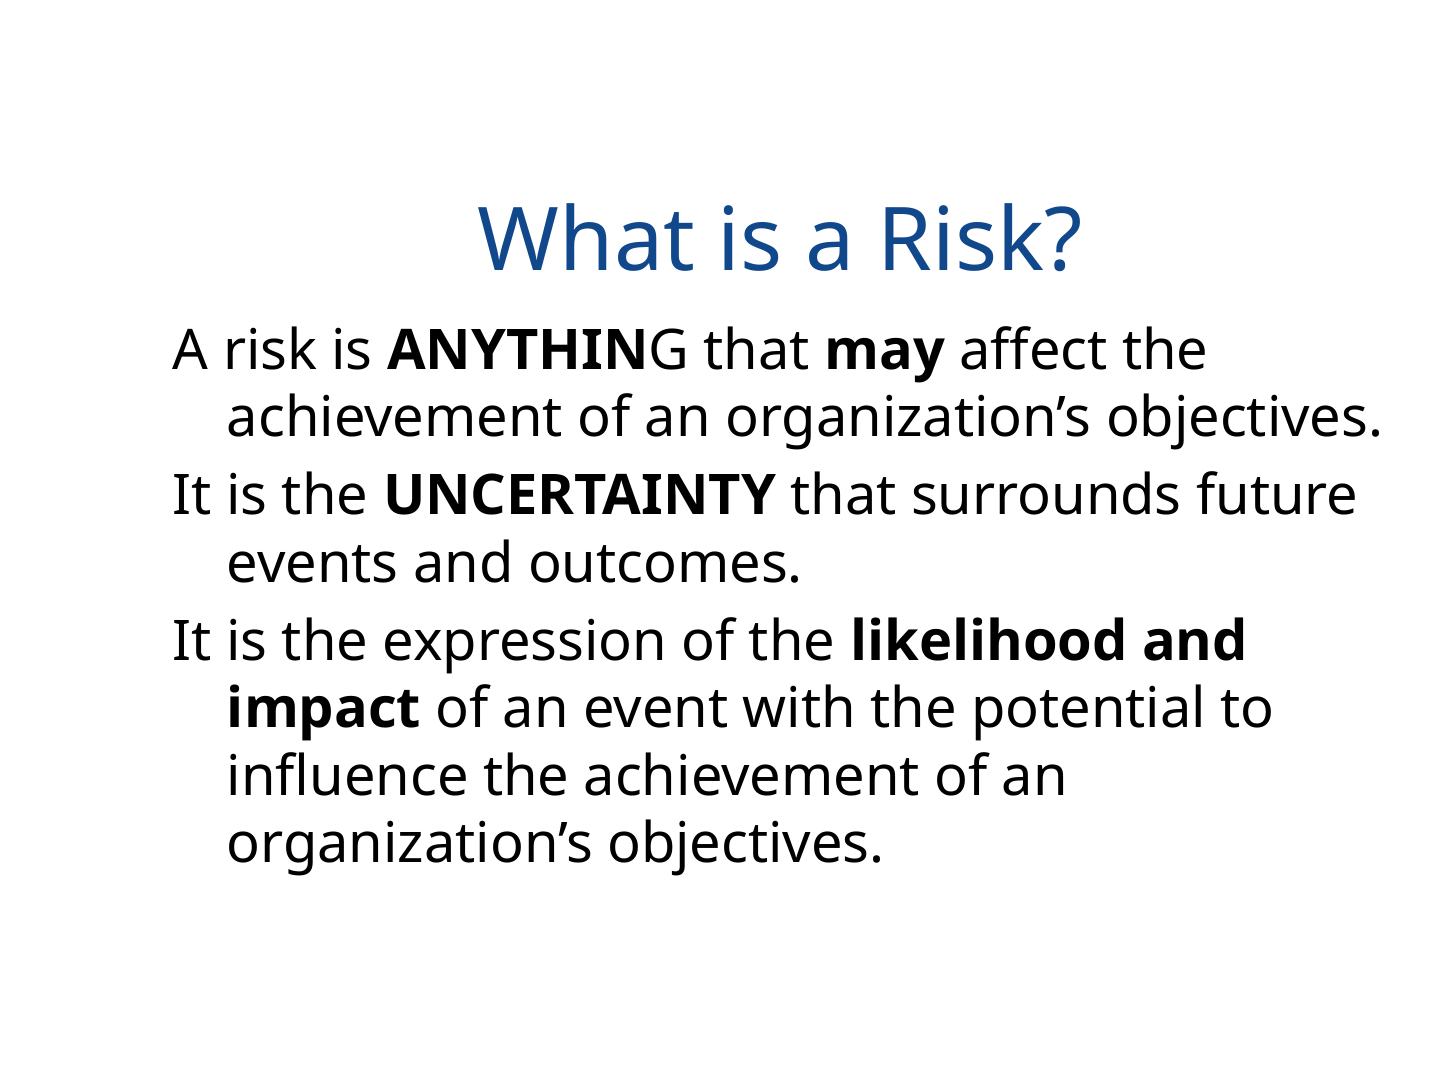 What is a Risk?
A risk is ANYTHING that may affect the
achievement of an organization’s objectives.
It is the UNCERTAINTY that surrounds future
events and outcomes.
It is the expression of the likelihood and
impact of an event with the potential to
influence the achievement of an
organization’s objectives.